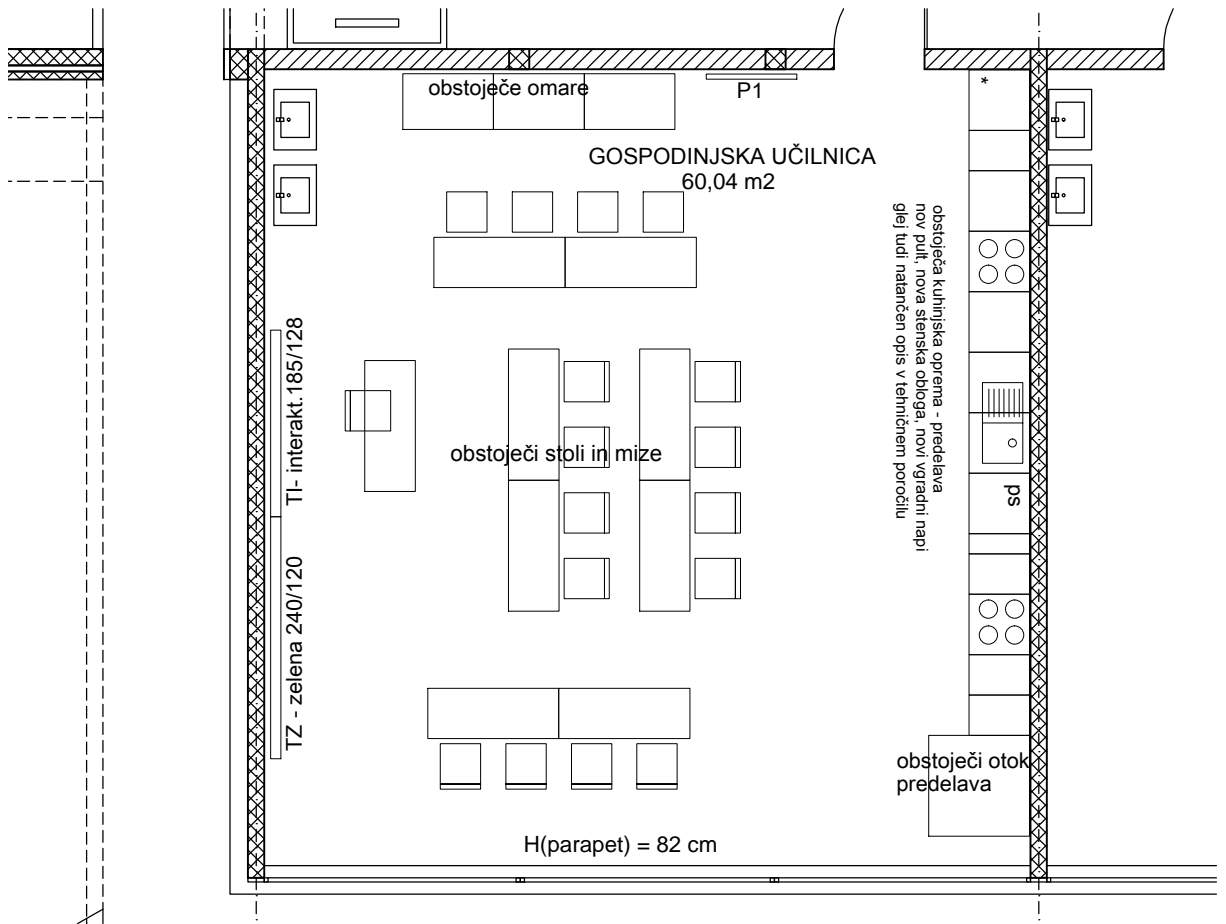 obstoječe omare
P1
*
GOSPODINJSKA UČILNICA
60,04 m2
obstoječa kuhinjska oprema - predelava
nov pult, nova stenska obloga, novi vgradni napi
glej tudi natančen opis v tehničnem poročilu
TI- interakt.185/128
obstoječi stoli in mize
ps
TZ - zelena 240/120
obstoječi otok
predelava
H(parapet) = 82 cm